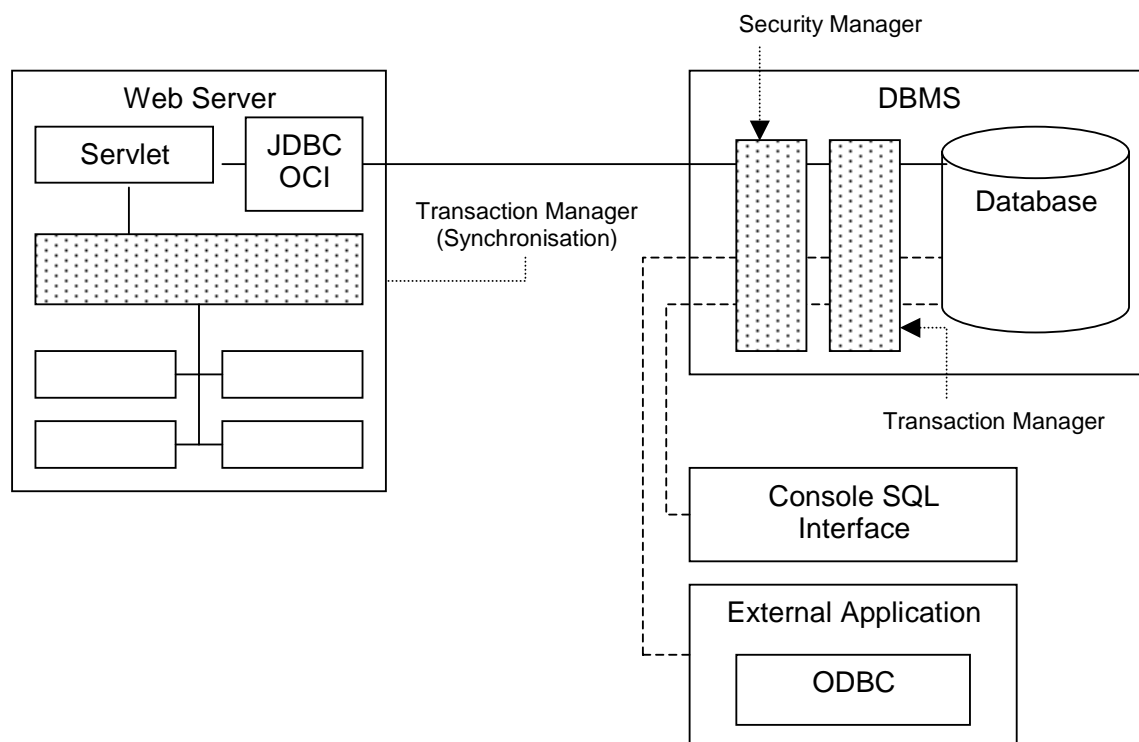 Security Manager
Web Server
DBMS
Servlet
JDBC
OCI
Database
Transaction Manager
(Synchronisation)
Transaction Manager
Console SQL
Interface
External Application
ODBC